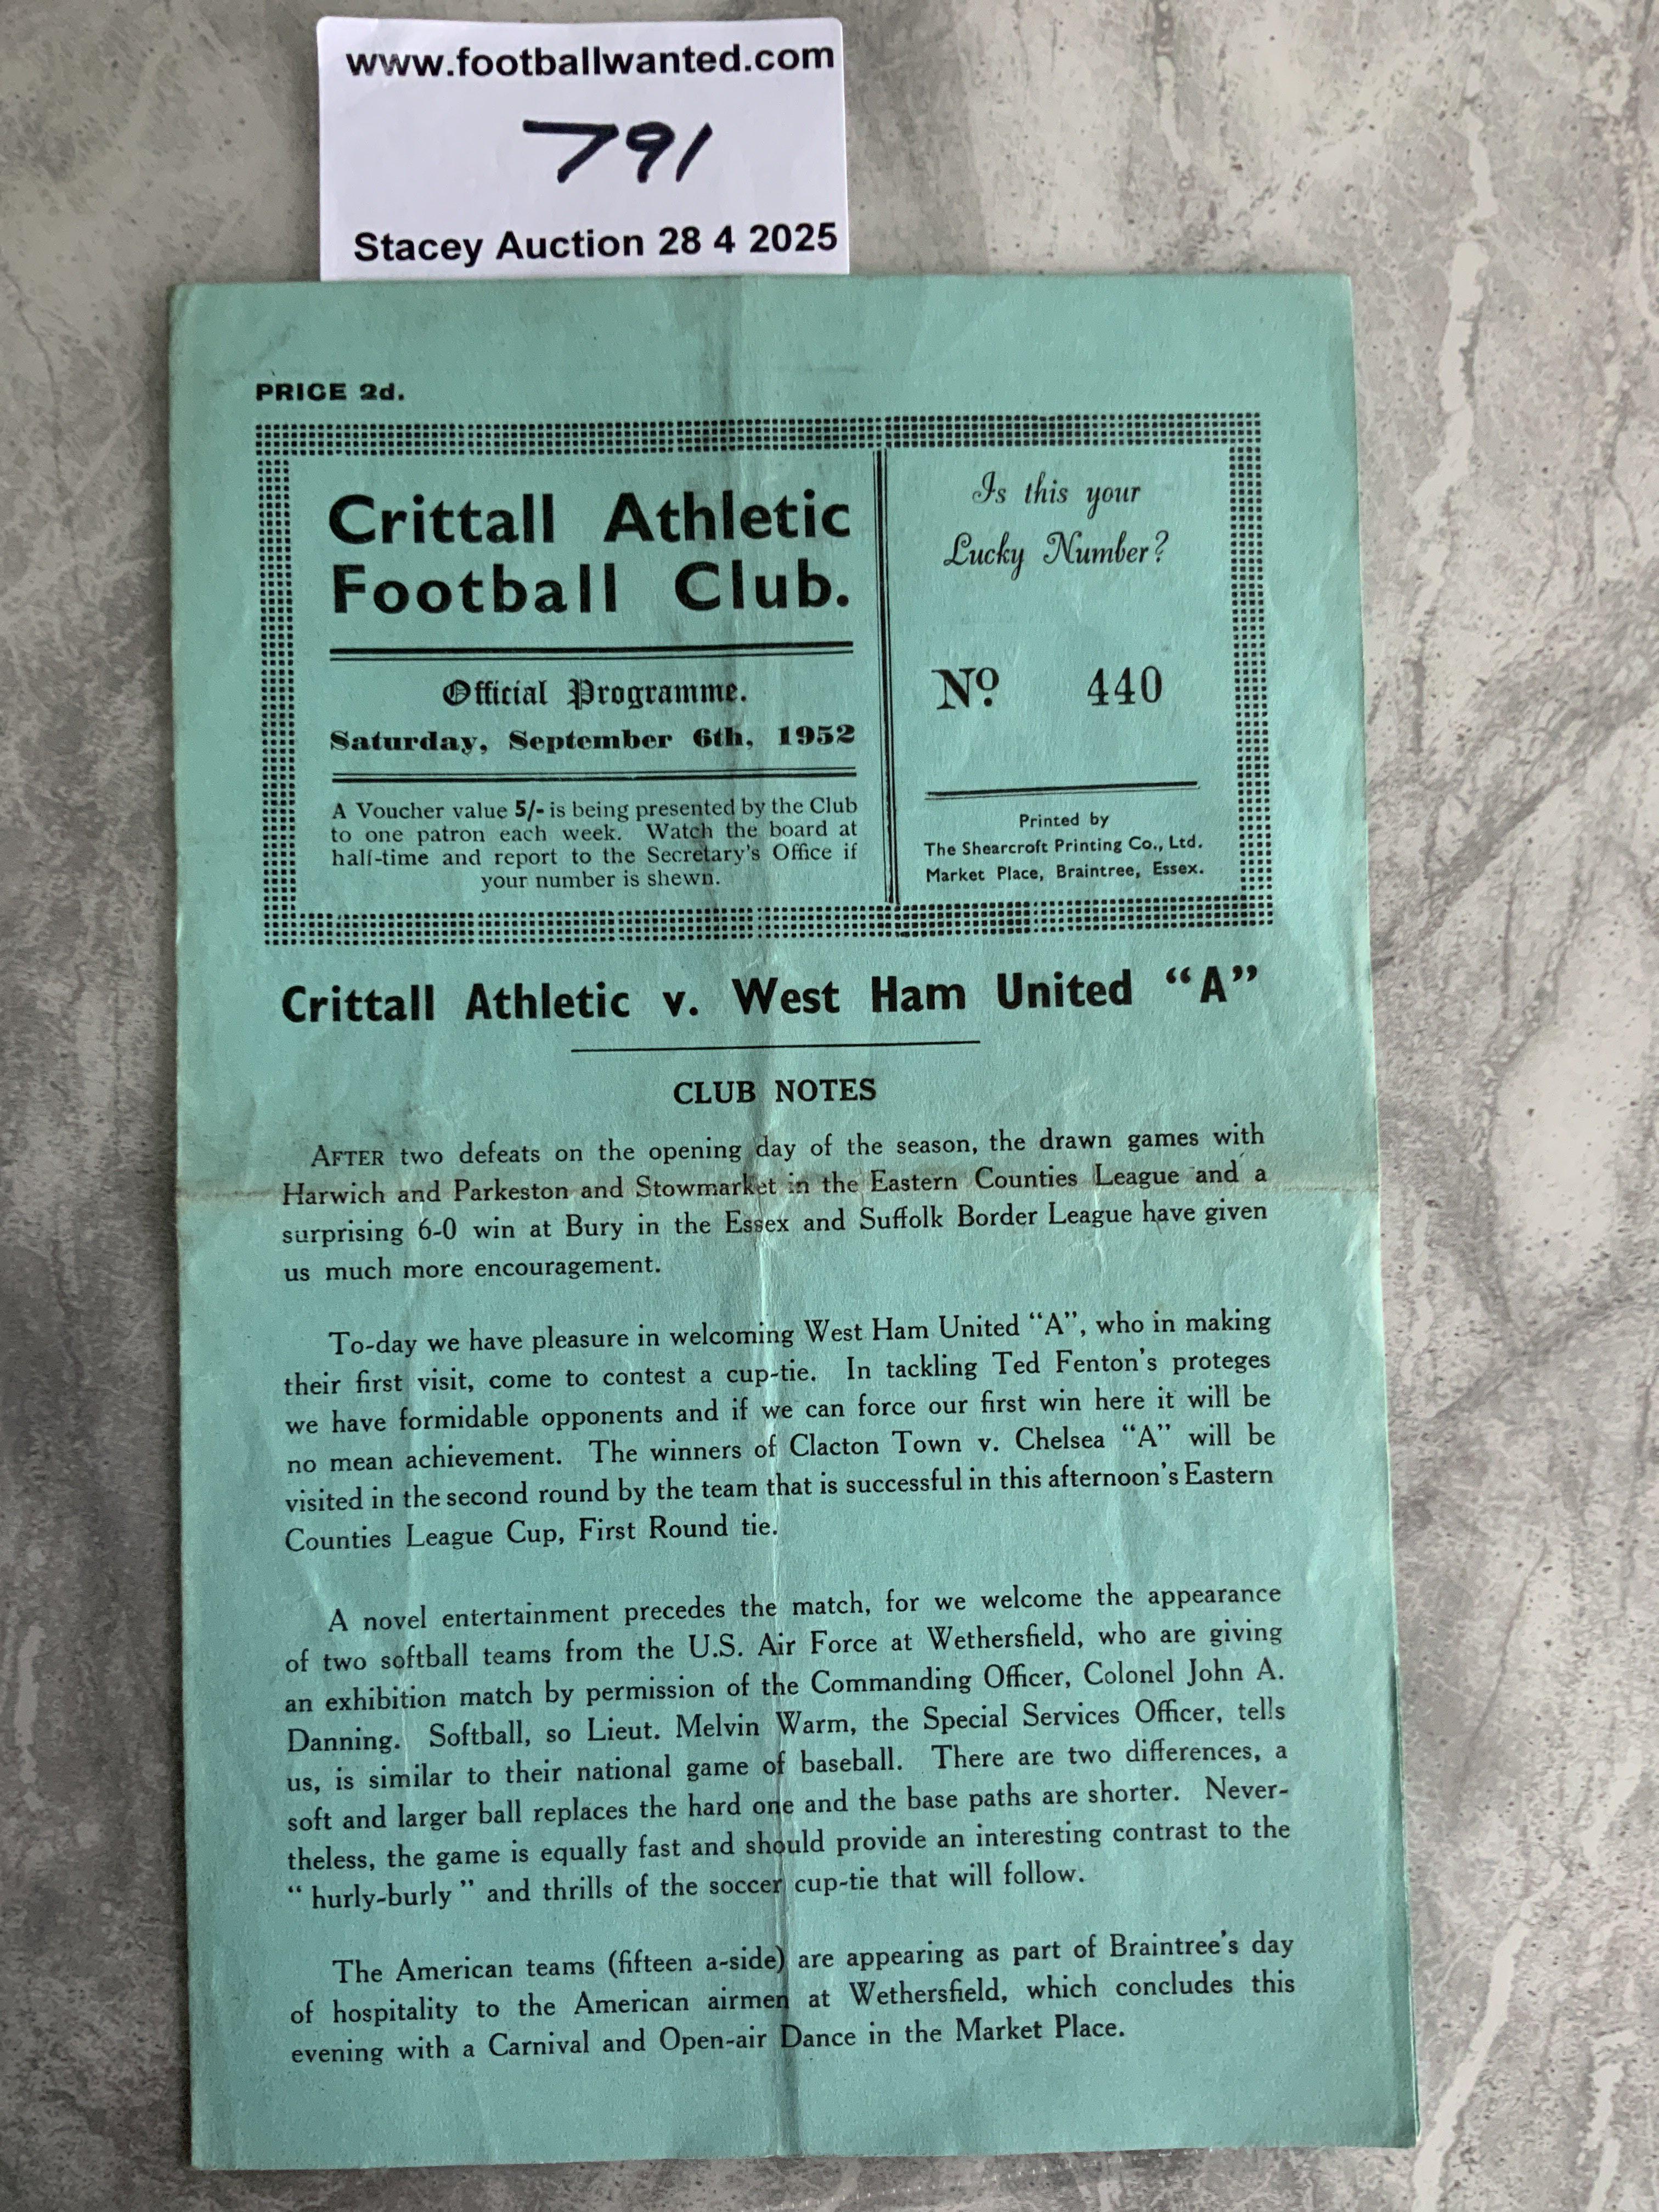 www.footballwanted.com
791
Stacey Auction 28 4 2025
PRICE 2d.
Crittall Athletic
Football Club.
Official Programme.
Saturday, September 6th, 1952
A Voucher value 5/- is being presented by the Club
to one patron each week. Watch the board at
half-time and report to the Secretary's Office if
your number is shewn.
Is this your
Lucky Number?
No 440
Printed by
The Shearcroft Printing Co., Ltd.
Market Place, Braintree, Essex.
Crittall Athletic v. West Ham United "A"
CLUB NOTES
AFTER two defeats on the opening day of the season, the drawn games with
Harwich and Parkeston and Stowmarket in the Eastern Counties League and a
surprising 6-0 win at Bury in the Essex and Suffolk Border League have given
us much more encouragement.
To-day we have pleasure in welcoming West Ham United "A", who in making
their first visit, come to contest a cup-tie. In tackling Ted Fenton's proteges
we have formidable opponents and if we can force our first win here it will be
no mean achievement. The winners of Clacton Town v. Chelsea "A" will be
visited in the second round by the team that is successful in this afternoon's Eastern
Counties League Cup, First Round tie.
A novel entertainment precedes the match, for we welcome the appearance
of two softball teams from the U.S. Air Force at Wethersfield, who are giving
an exhibition match by permission of the Commanding Officer, Colonel John A.
Danning. Softball, so Lieut. Melvin Warm, the Special Services Officer, tells
us, is similar to their national game of baseball. There are two differences, a
soft and larger ball replaces the hard one and the base paths are shorter. Never-
theless, the game is equally fast and should provide an interesting contrast to the
" hurly-burly " and thrills of the soccer cup-tie that will follow.
The American teams (fifteen a-side) are appearing as part of Braintree's day
of hospitality to the American airmen at Wethersfield, which concludes this
evening with a Carnival and Open-air Dance in the Market Place.